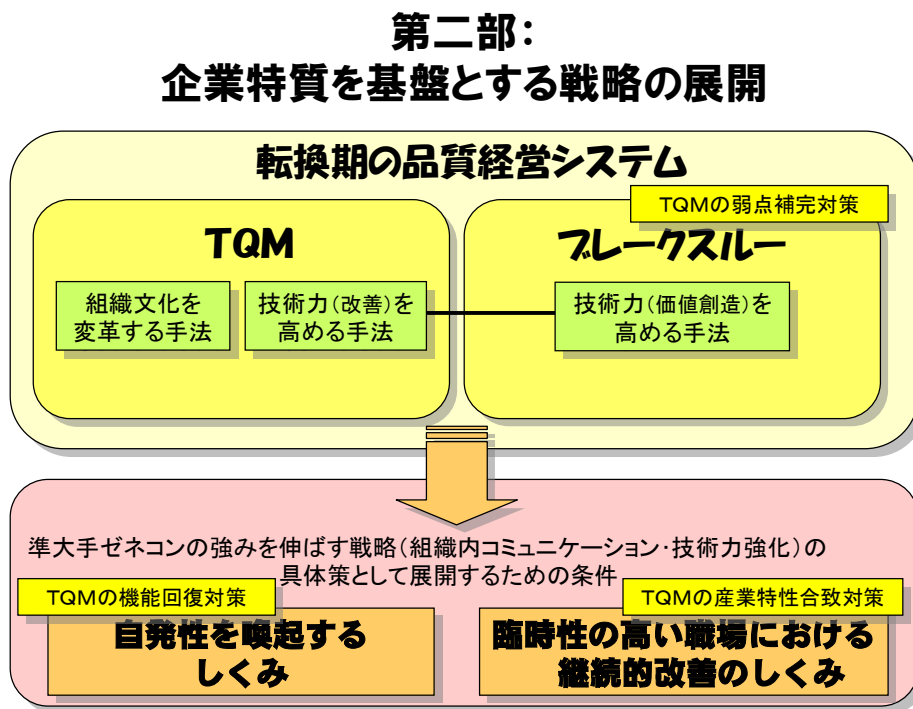 第二部:
企業特質を基盤とする戦略の展開
転換期の品質経営システム
TQMの弱点補完対策
TQM
ブレークスルー
組織文化を
変革する手法
技術力(改善)を
高める手法
技術力(価値創造)を
高める手法
準大手ゼネコンの強みを伸ばす戦略(組織内コミュニケーション・技術力強化)の
具体策として展開するための条件
TQMの機能回復対策
自発性を喚起する
しくみ
TQMの産業特性合致対策
臨時性の高い職場における
継続的改善のしくみ